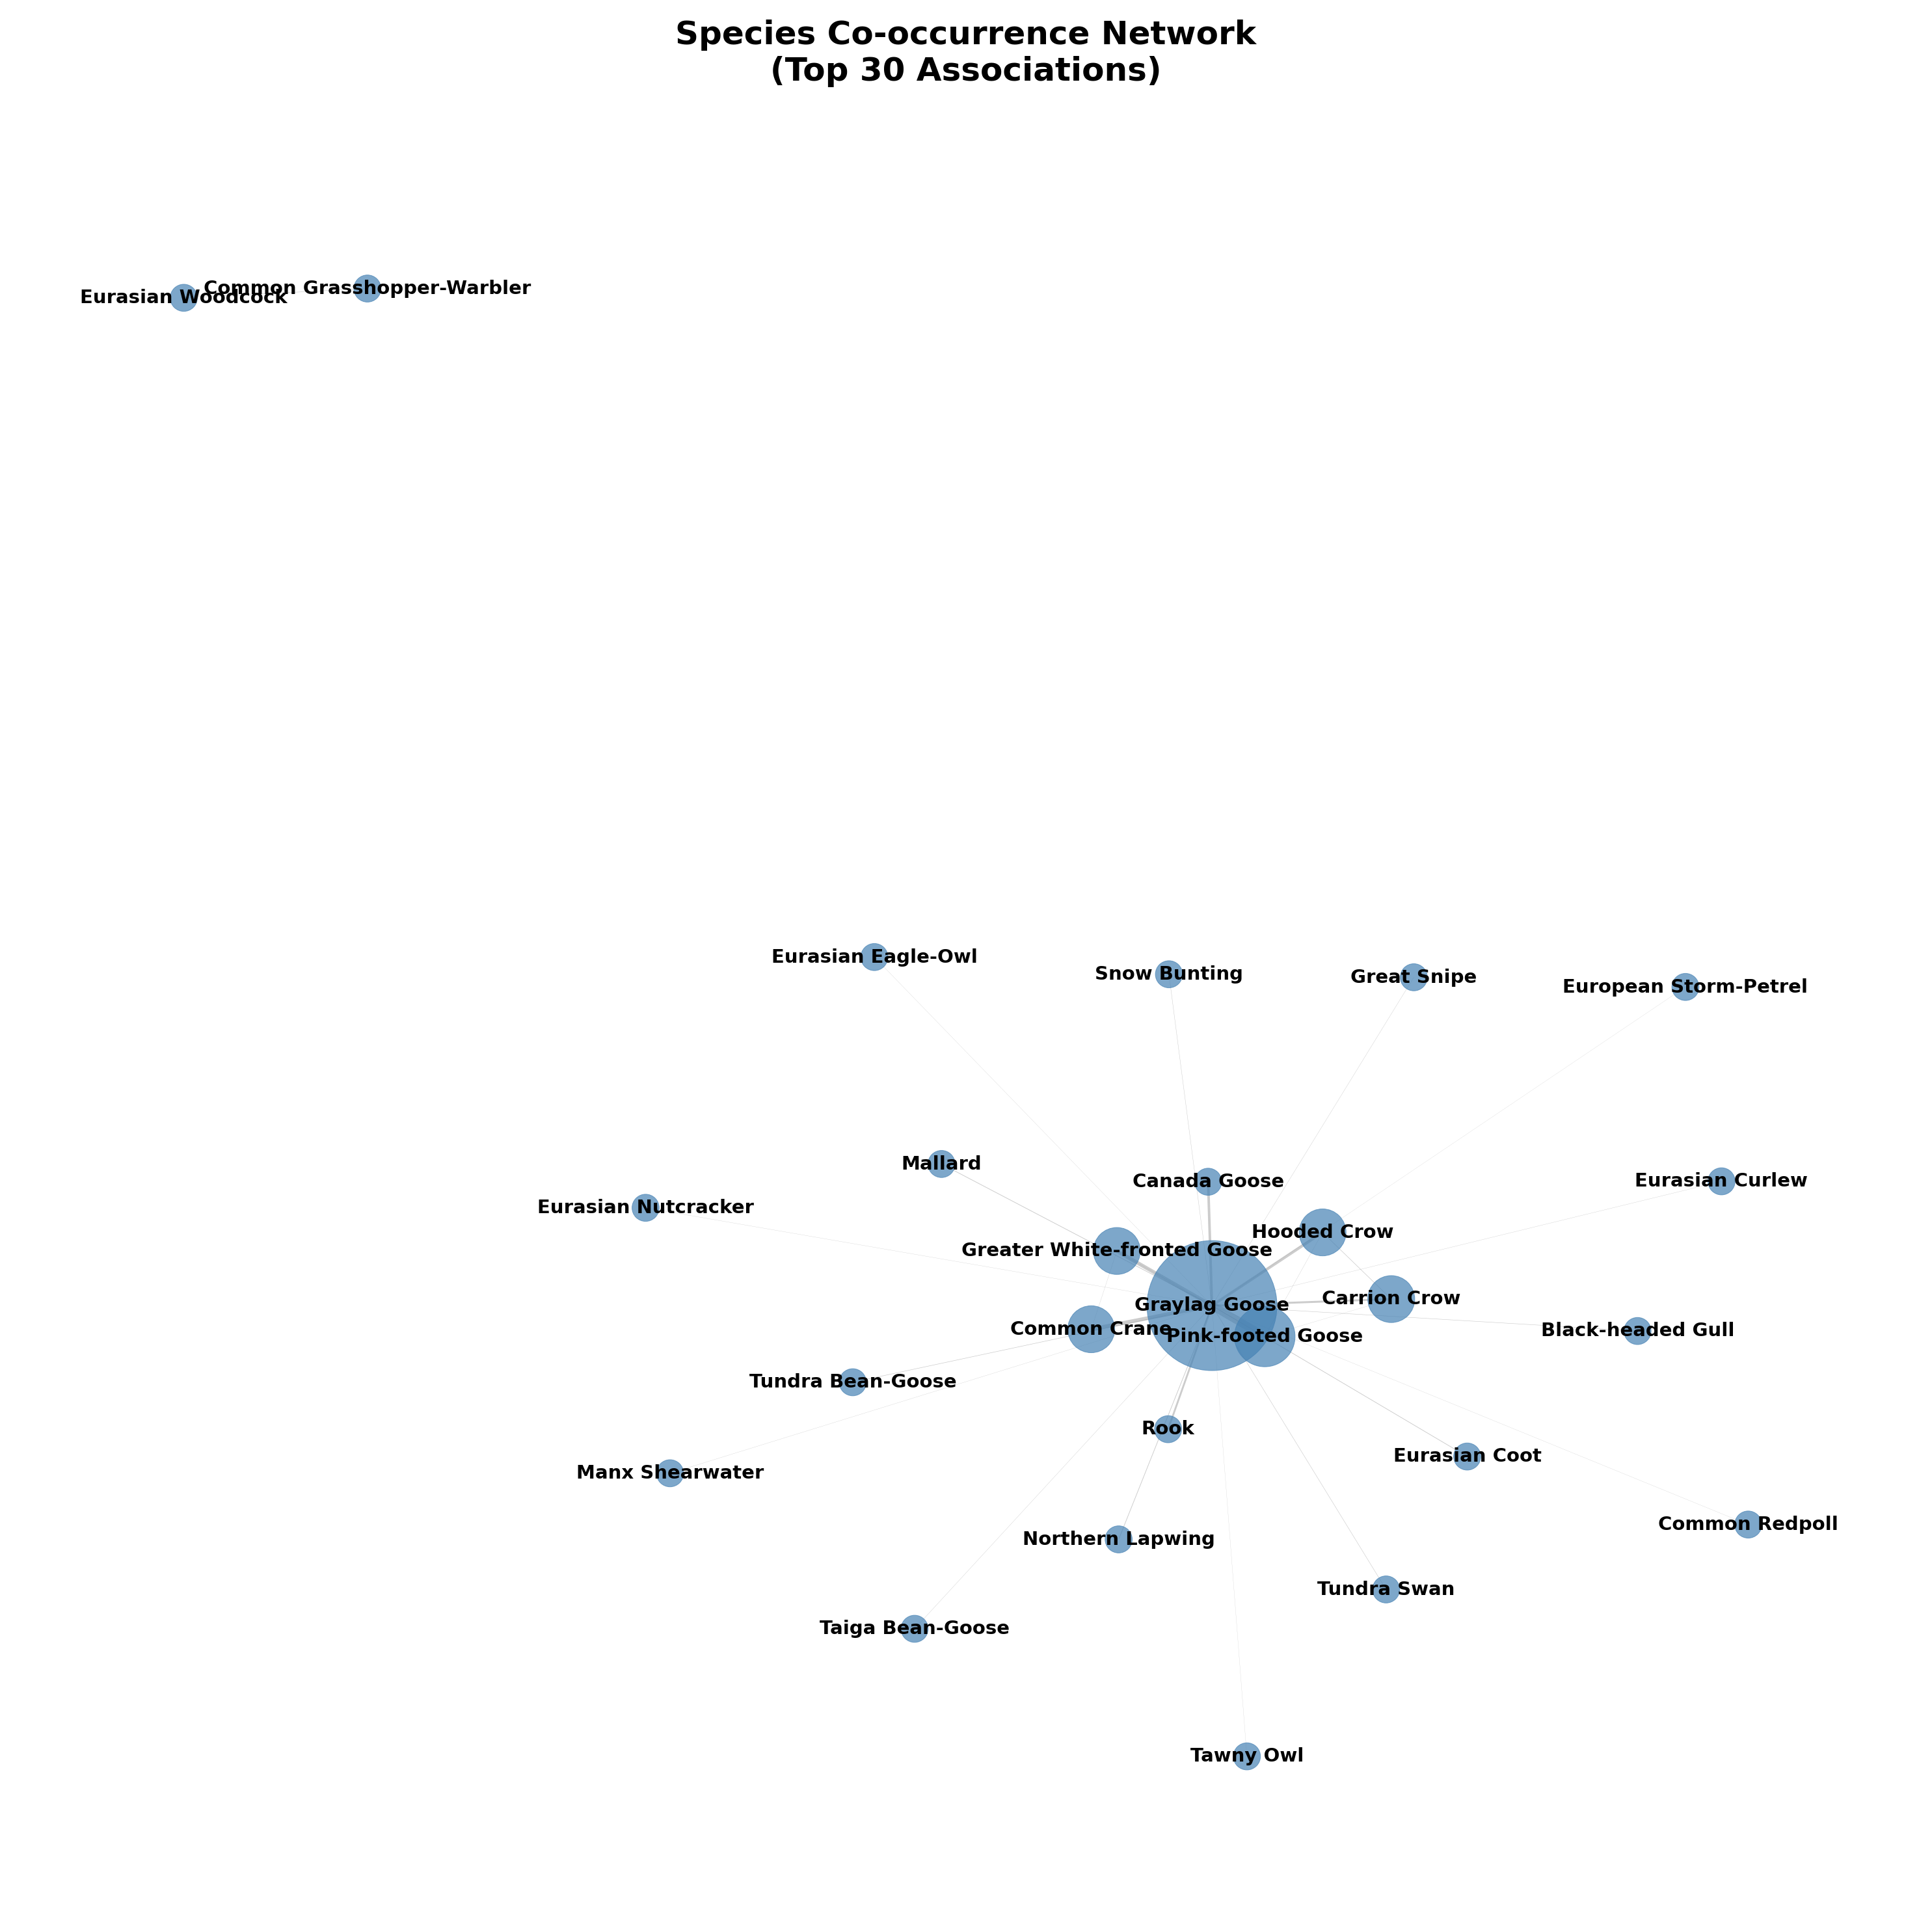 Species Co-occurrence Network
(Top 30 Associations)
Common Grasshopper-Warbler
Eurasian Woodcock
Eurasian Eagle-Owl
Snow Bunting
Great Snipe
European Storm-Petrel
Mallard
Canada Goose
Eurasian Curlew
Eurasian Nutcracker
Hooded Crow
Greater White-fronted Goose
Carrion Crow
Graylag Goose
Common Crane
Black-headed Gull
Pink-footed Goose
Tundra Bean-Goose
Rook
Eurasian Coot
Manx Shearwater
Common Redpoll
Northern Lapwing
Tundra Swan
Taiga Bean-Goose
Tawny Owl